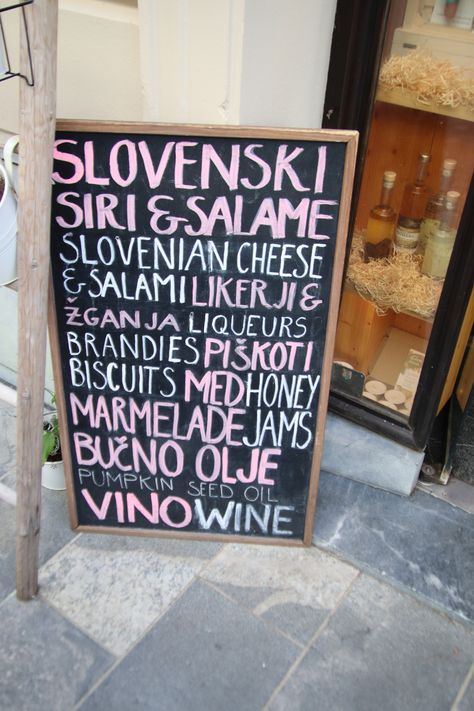 SLOVENSKI
SIRI & SALAME
SLOVENIAN CHEESE
& SALAMI LIKERJI &
ŽGANJA LIQUEURS
BRANDIES PIŠKOTI
BISCUITS MED HONEY
MARMELADE JAMS
BUČNO OLJE
PUMPKIN SEED OIL
VINO WINE